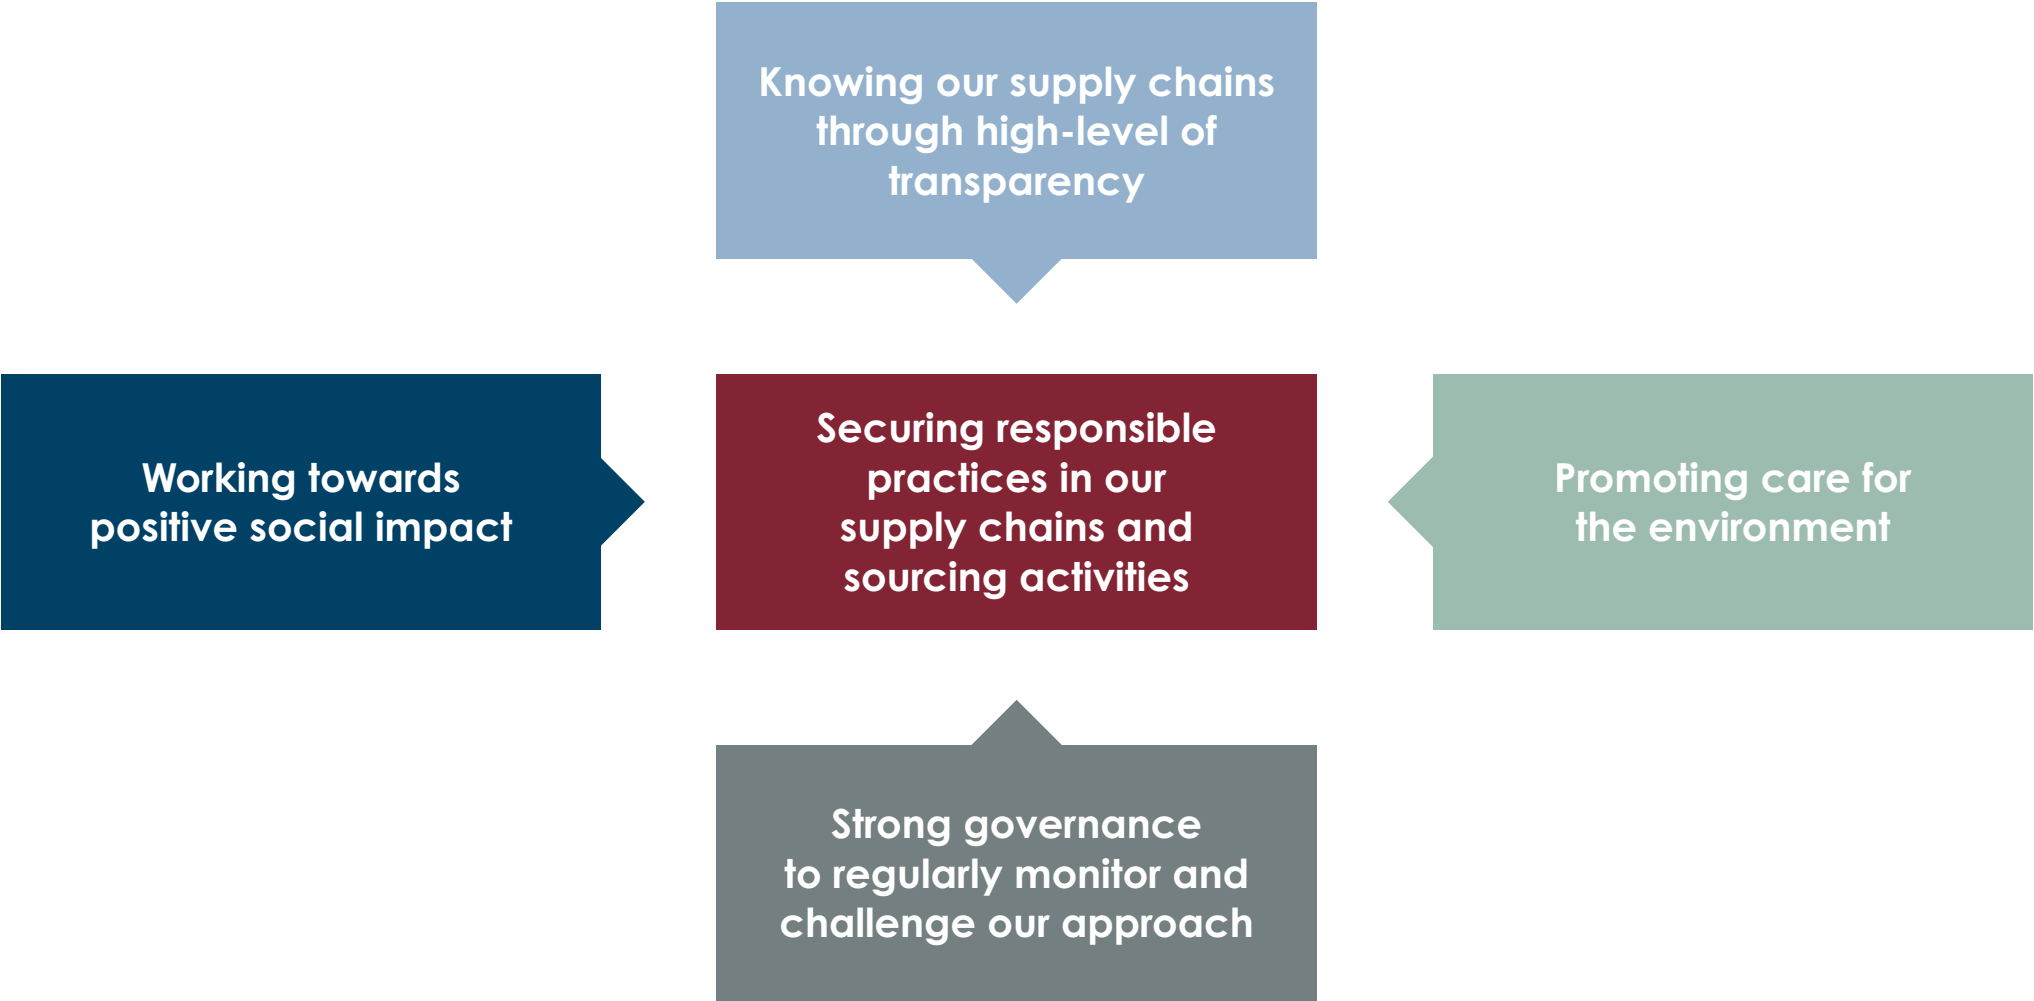 Knowing our supply chains
through high-level of
transparency
Working towards
positive social impact
Securing responsible
practices in our
supply chains and
sourcing activities
Promoting care for
the environment
Strong governance
to regularly monitor and
challenge our approach